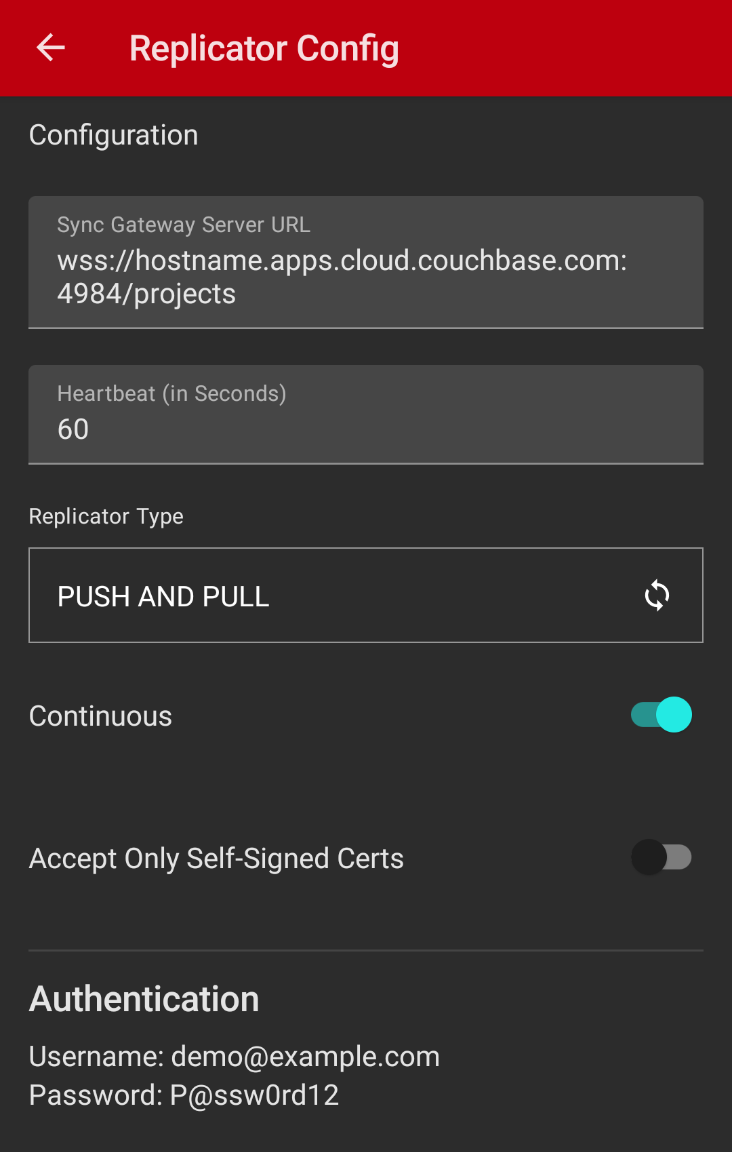 Replicator Config
Configuration
Sync Gateway Server URL
wss://hostname.apps.cloud.couchbase.com:
4984/projects
Heartbeat (in Seconds)
60
Replicator Type
PUSH AND PULL
Continuous
Accept Only Self-Signed Certs
Authentication
Username: demo@example.com
Password: P@ssw0rd12